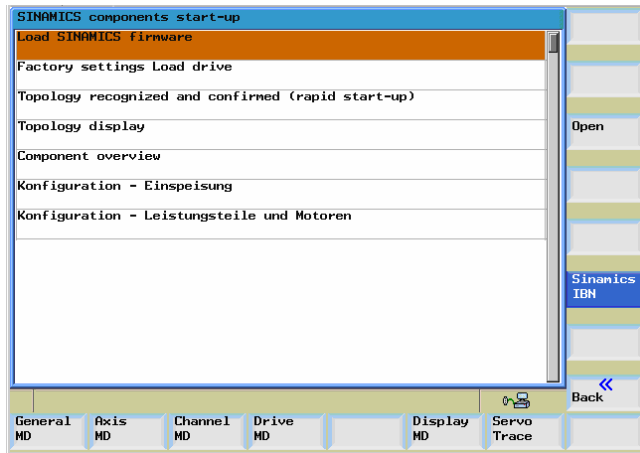 SINAMICS components start-up
Load SINAMICS firmware
Factory settings Load drive
Topology recognized and confirmed (rapid start-up)
Topology display
Component overview
Konfiguration - Einspeisung
Konfiguration - Leistungsteile und Motoren
Open
Sinamics
IBN
Back
General MD
Axis MD
Channel MD
Drive MD
Display MD
Servo Trace